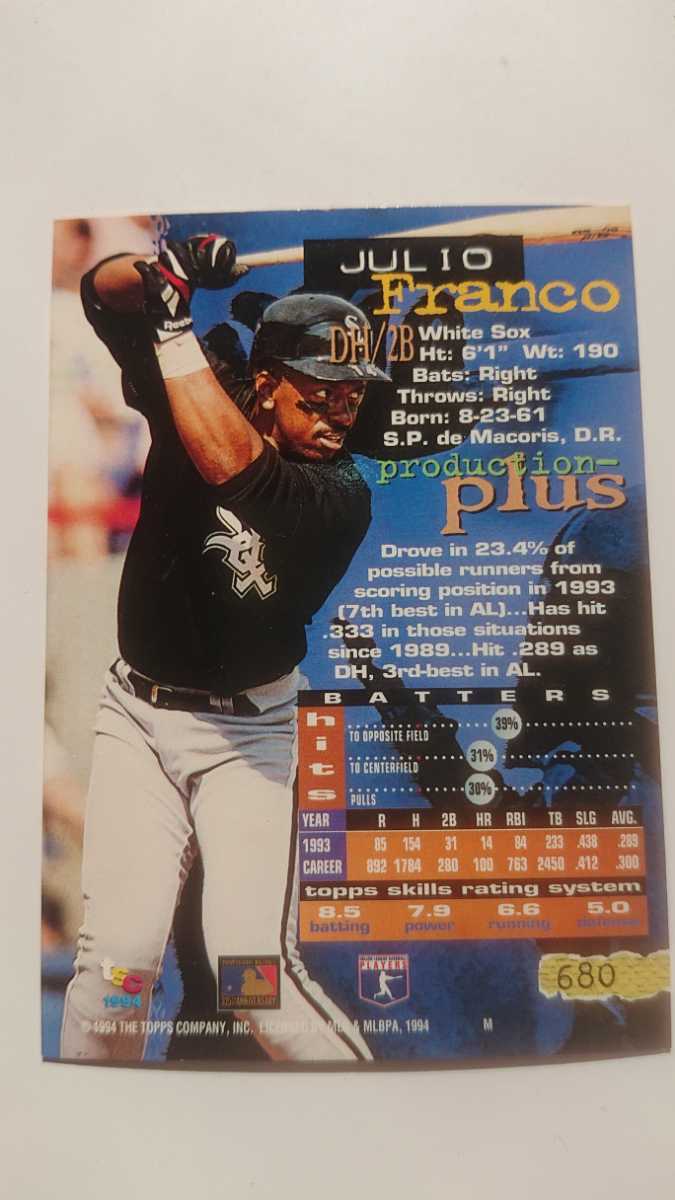 JULIO
Franco
DH/2B
White Sox
Ht: 6'1" Wt: 190
Bats: Right
Throws: Right
Born: 8-23-61
S.P. de Macoris, D.R.
production-
plus
Drove in 23.4% of
possible runners from
scoring position in 1993
(7th best in AL)...Has hit
.333 in those situations
since 1989...Hit .289 as
DH, 3rd-best in AL.
BATTERS
hits
39%
TO OPPOSITE FIELD
31%
TO CENTERFIELD
30%
PULLS
YEAR R H 2B HR RBI TB SLG AVG.
1993 85 154 31 14 84 233 .438 .289
CAREER 892 1784 280 100 763 2450 .412 .300
topps skills rating system
8.5 7.9 6.6 5.0
batting power running defense
Reebok
tsc
1994
125th ANNIVERSARY
PLAYERS
680
© 1994 THE TOPPS COMPANY, INC. LICENSED BY MLB & MLBPA, 1994 M